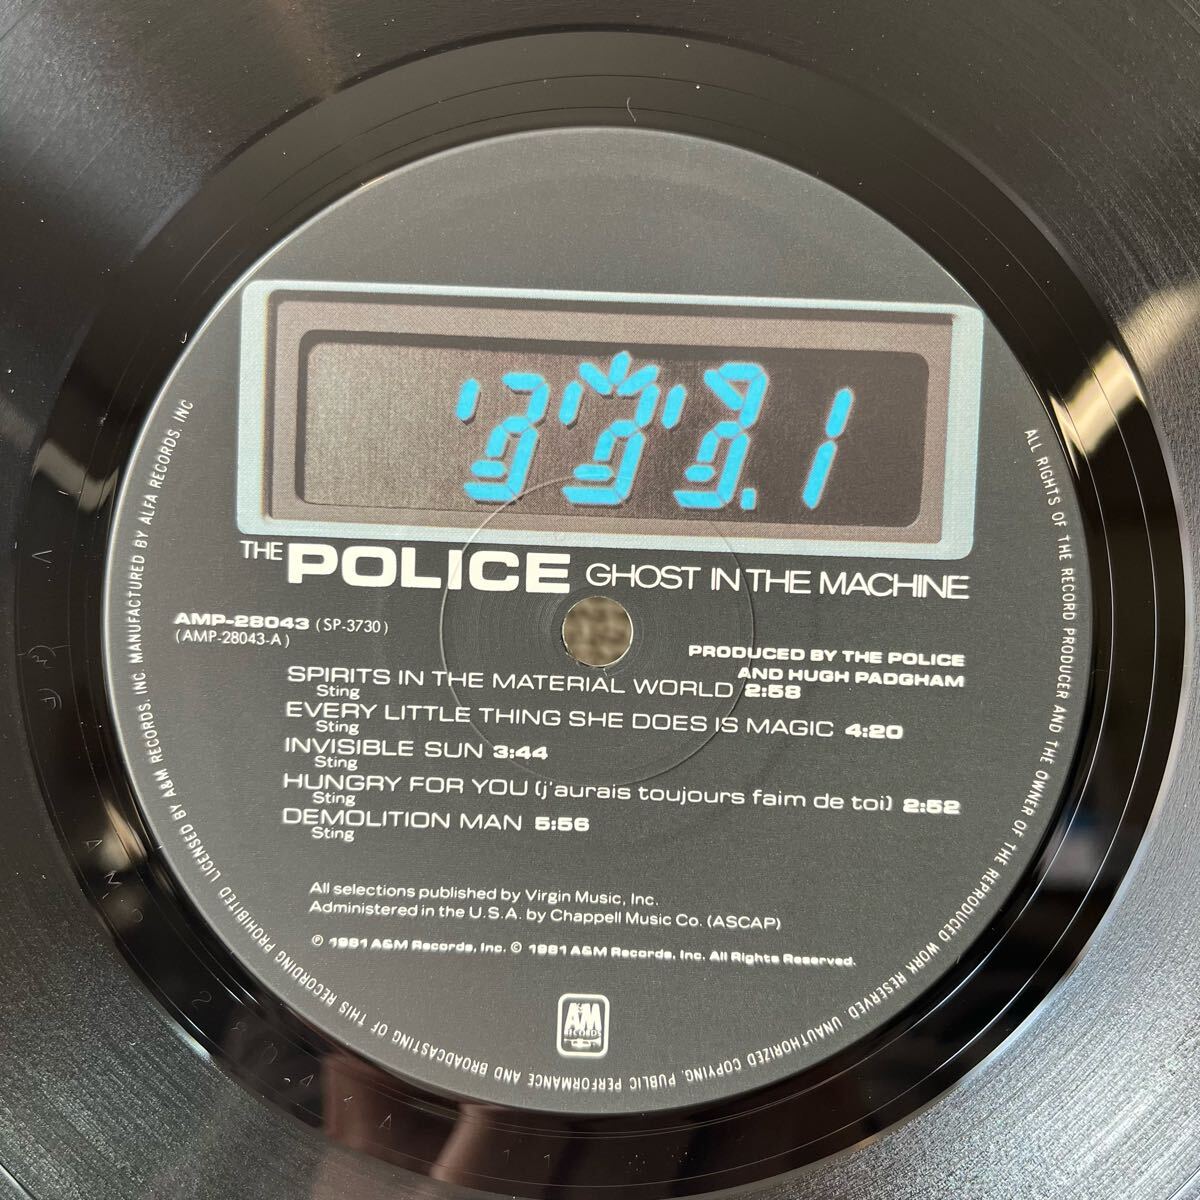 THE POLICE GHOST IN THE MACHINE
AMP-28043 (SP-3730)
(AMP-28043-A)
PRODUCED BY THE POLICE
AND HUGH PADGHAM
SPIRITS IN THE MATERIAL WORLD 2:58
Sting
EVERY LITTLE THING SHE DOES IS MAGIC 4:20
Sting
INVISIBLE SUN 3:44
Sting
HUNGRY FOR YOU (j'aurais toujours faim de toi) 2:52
Sting
DEMOLITION MAN 5:56
Sting
All selections published by Virgin Music, Inc.
Administered in the U.S.A. by Chappell Music Co. (ASCAP)
℗ 1981 A&M Records, Inc. © 1981 A&M Records, Inc. All Rights Reserved.
A&M
RECORDS
ALL RIGHTS OF THE RECORD PRODUCER AND THE OWNER OF THE REPRODUCED WORK RESERVED. UNAUTHORIZED COPYING, PUBLIC PERFORMANCE AND BROADCASTING OF THIS RECORDING PROHIBITED LICENSED BY A&M RECORDS, INC MANUFACTURED BY ALFA RECORDS, INC